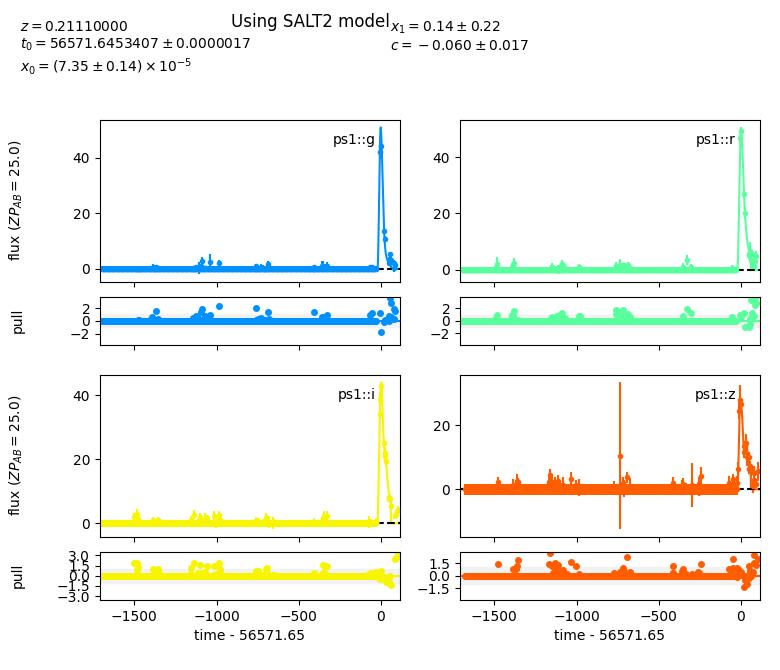 Using SALT2 model
z = 0.21110000
t0 = 56571.6453407 ± 0.0000017
x0 = (7.35 ± 0.14) × 10⁻⁵
x1 = 0.14 ± 0.22
c = −0.060 ± 0.017
flux (ZP_AB = 25.0)
40
20
0
ps1::g
pull
2
0
−2
40
20
0
ps1::r
2
0
−2
flux (ZP_AB = 25.0)
40
20
0
ps1::i
pull
3.0
1.5
0.0
−1.5
−3.0
−1500 −1000 −500 0
time - 56571.65
20
0
ps1::z
1.5
0.0
−1.5
−1500 −1000 −500 0
time - 56571.65